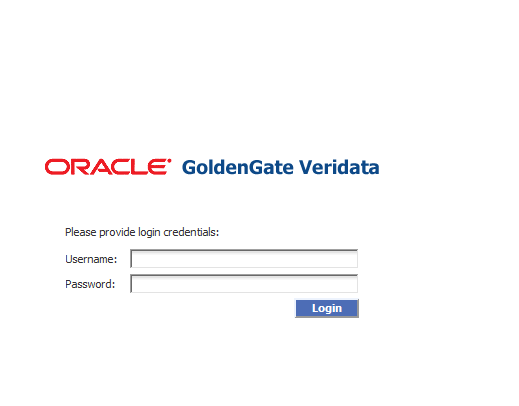 ORACLE GoldenGate Veridata
Please provide login credentials:
Username:
Password:
Login